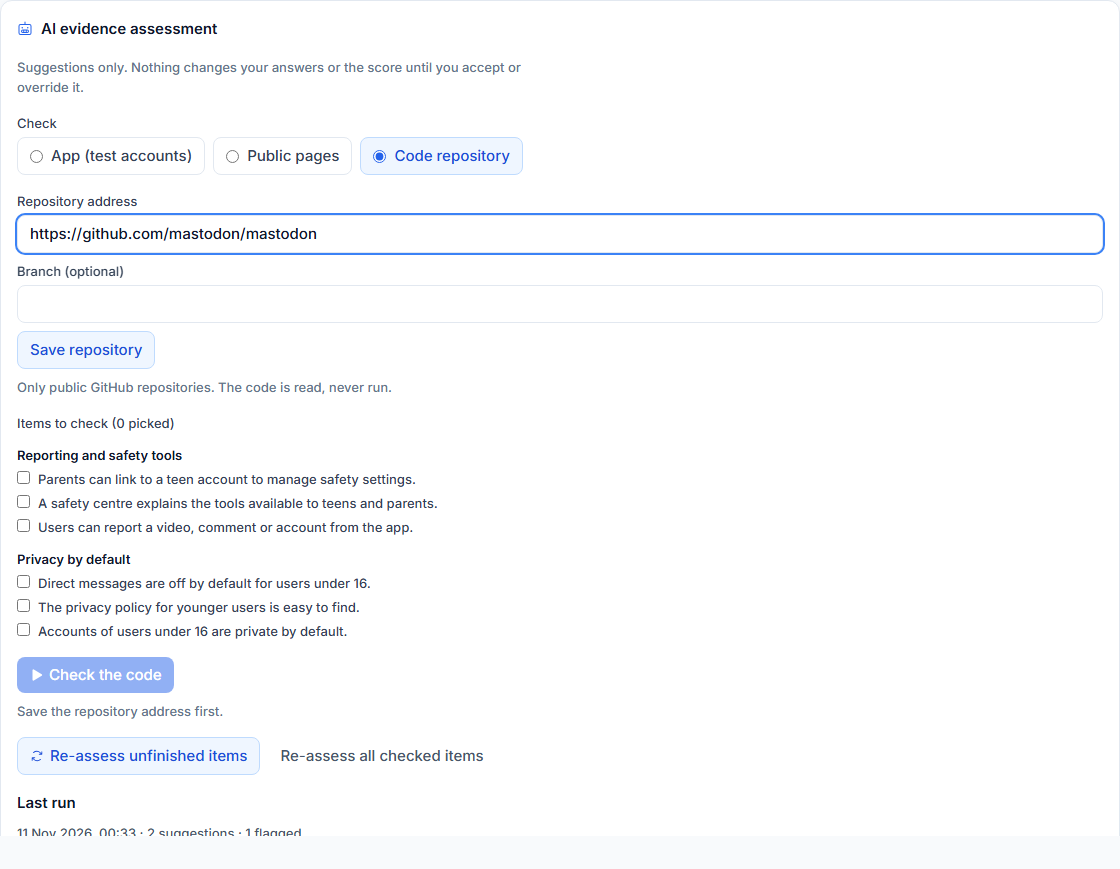 AI evidence assessment
Suggestions only. Nothing changes your answers or the score until you accept or
override it.
Check
App (test accounts)
Public pages
Code repository
Repository address
https://github.com/mastodon/mastodon
Branch (optional)
Save repository
Only public GitHub repositories. The code is read, never run.
Items to check (0 picked)
Reporting and safety tools
Parents can link to a teen account to manage safety settings.
A safety centre explains the tools available to teens and parents.
Users can report a video, comment or account from the app.
Privacy by default
Direct messages are off by default for users under 16.
The privacy policy for younger users is easy to find.
Accounts of users under 16 are private by default.
Check the code
Save the repository address first.
Re-assess unfinished items
Re-assess all checked items
Last run
11 Nov 2026, 00:33 · 2 suggestions · 1 flagged